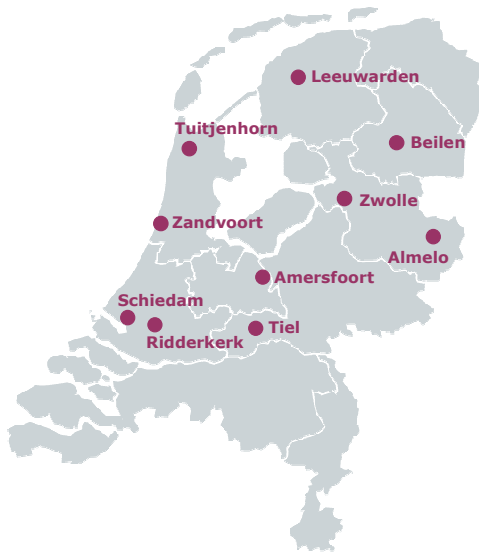 Leeuwarden
Tuitjenhorn
Beilen
Zwolle
Zandvoort
Almelo
Amersfoort
Schiedam
Tiel
Ridderkerk